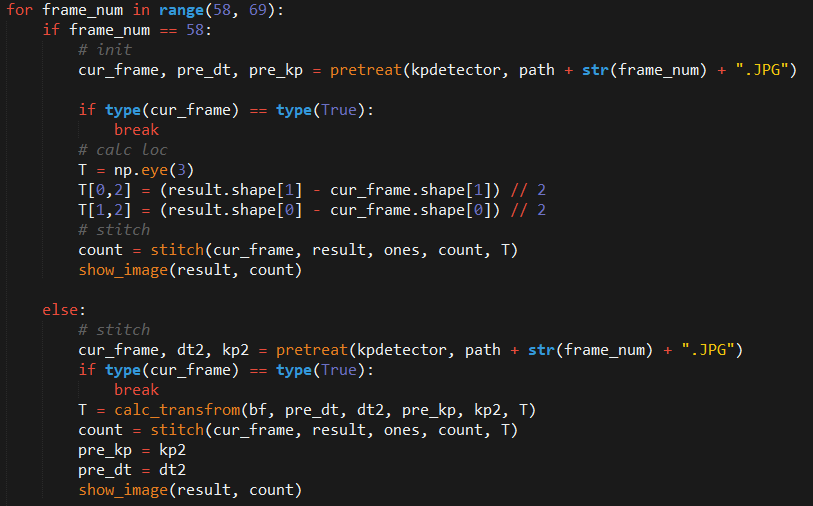 for frame_num in range(58, 69):
    if frame_num == 58:
        # init
        cur_frame, pre_dt, pre_kp = pretreat(kpdetector, path + str(frame_num) + ".JPG")

        if type(cur_frame) == type(True):
            break
        # calc loc
        T = np.eye(3)
        T[0,2] = (result.shape[1] - cur_frame.shape[1]) // 2
        T[1,2] = (result.shape[0] - cur_frame.shape[0]) // 2
        # stitch
        count = stitch(cur_frame, result, ones, count, T)
        show_image(result, count)

    else:
        # stitch
        cur_frame, dt2, kp2 = pretreat(kpdetector, path + str(frame_num) + ".JPG")
        if type(cur_frame) == type(True):
            break
        T = calc_transfrom(bf, pre_dt, dt2, pre_kp, kp2, T)
        count = stitch(cur_frame, result, ones, count, T)
        pre_kp = kp2
        pre_dt = dt2
        show_image(result, count)